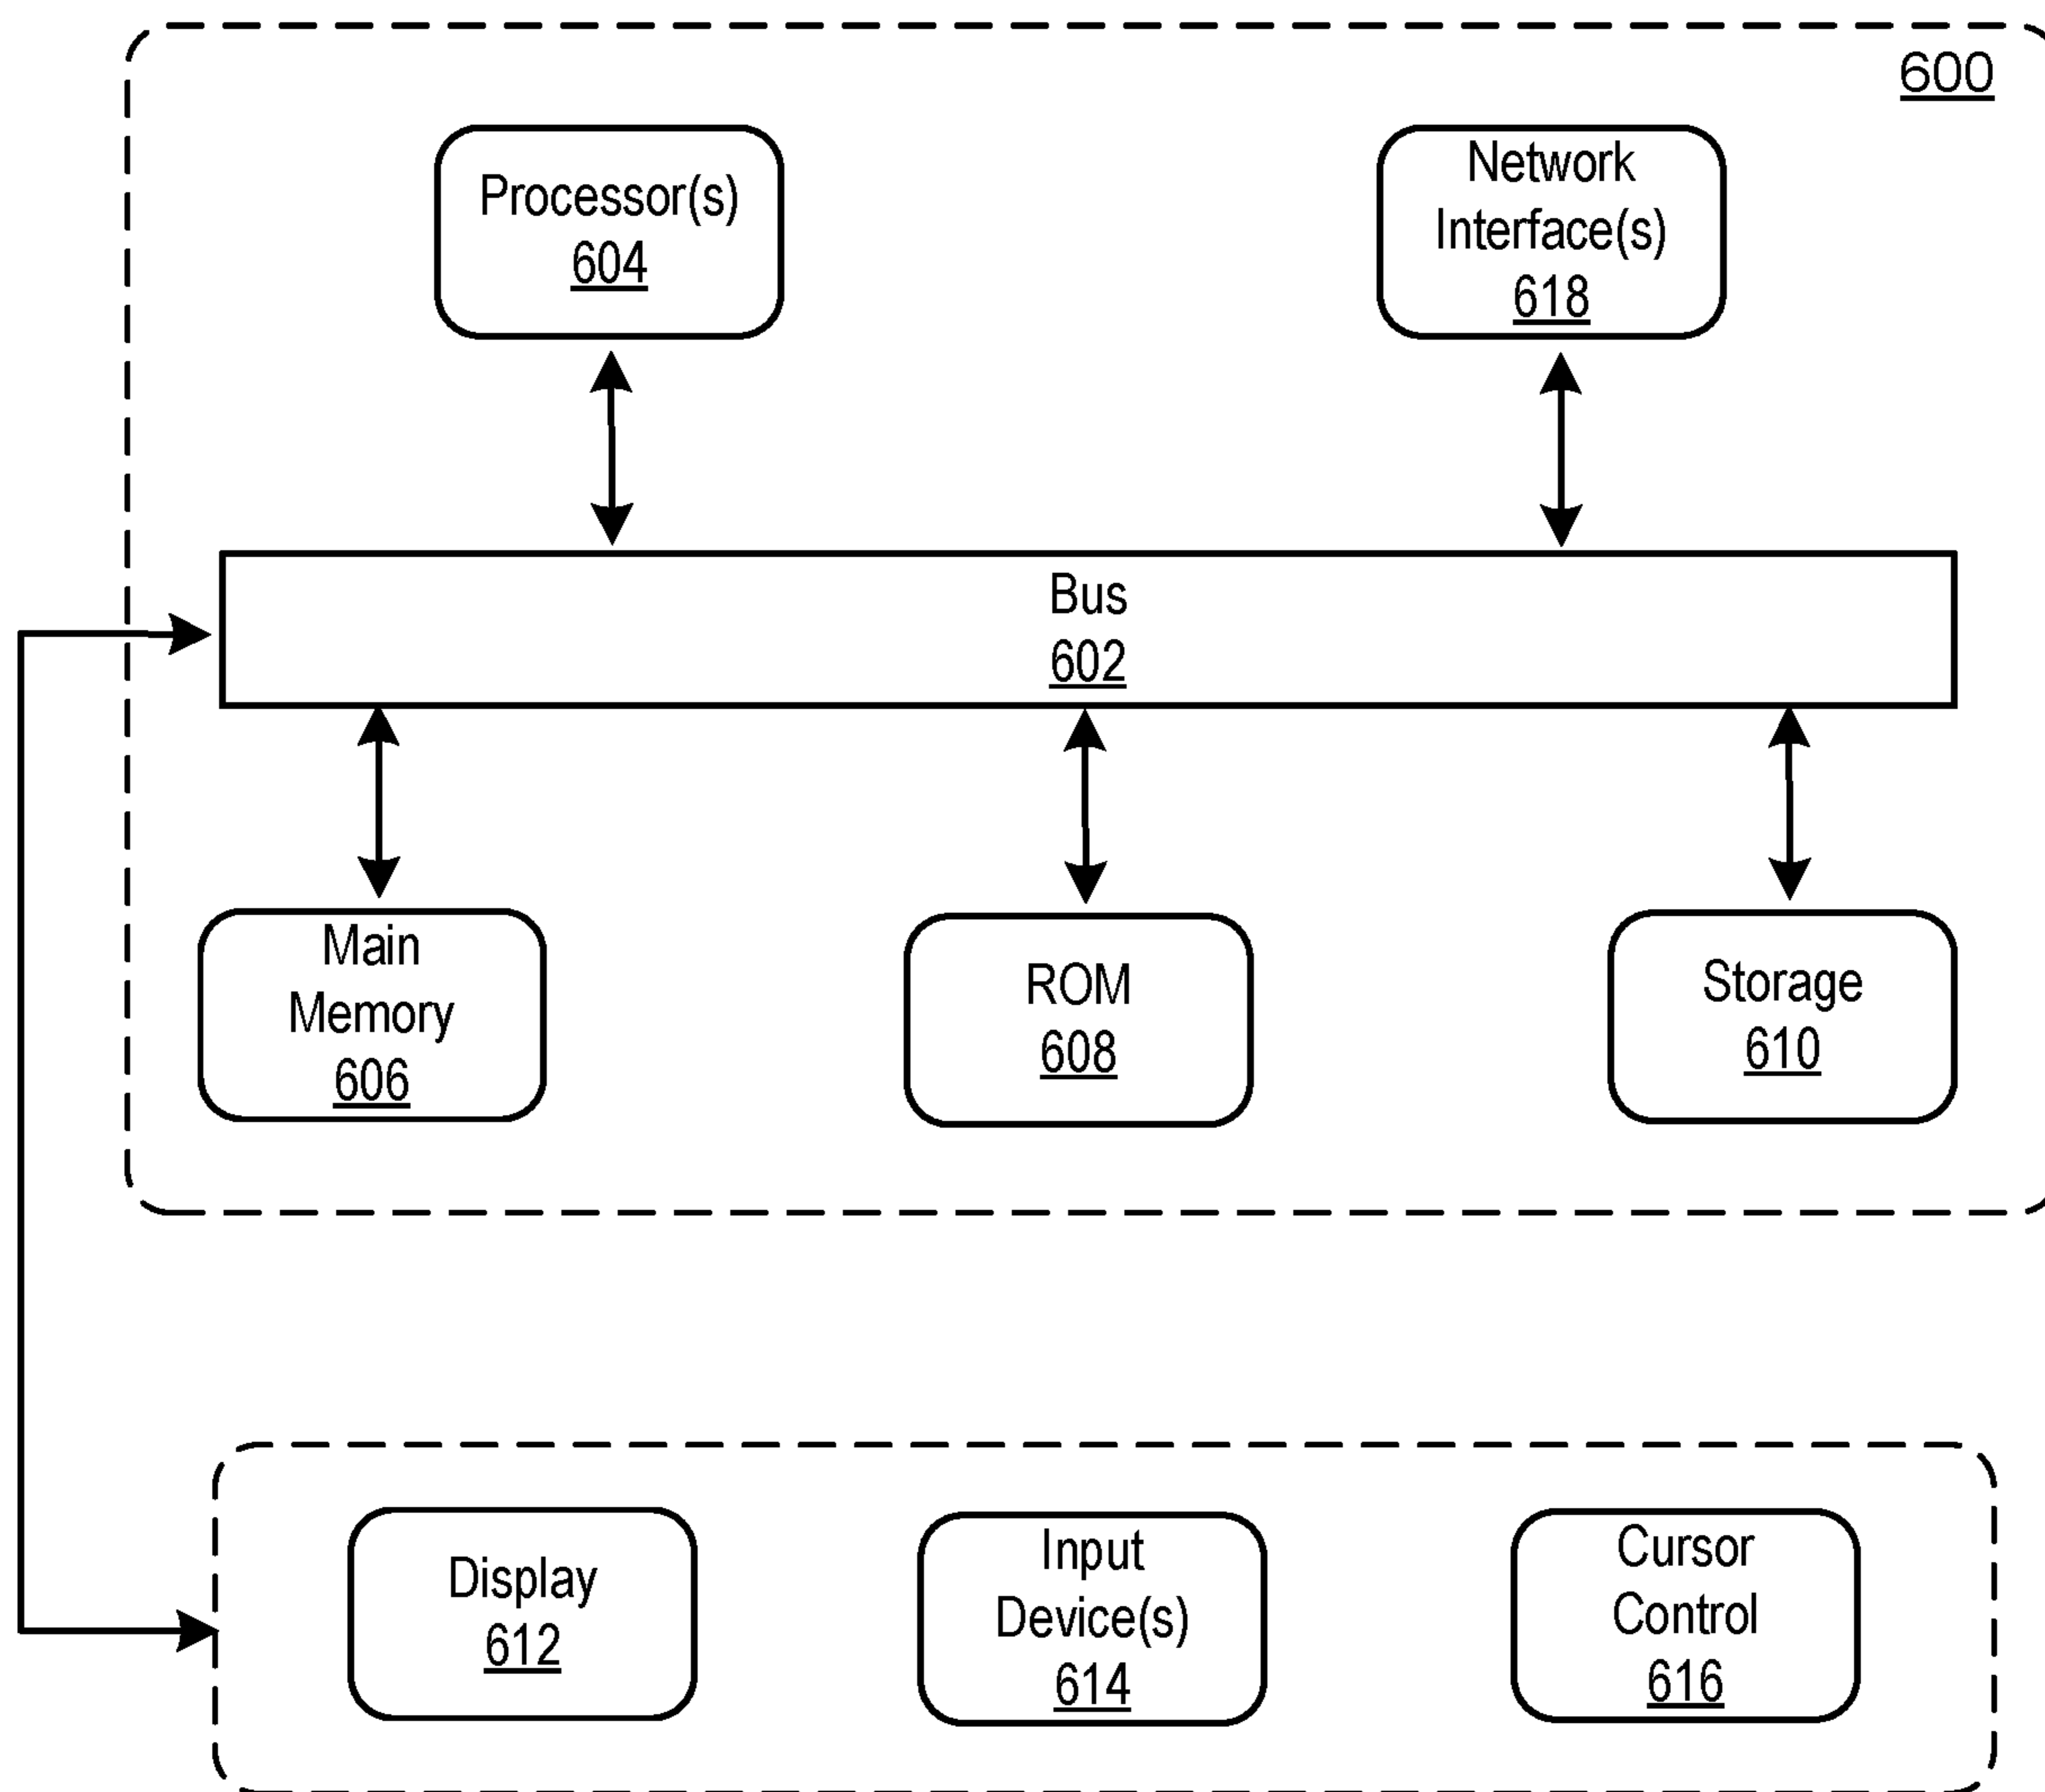 600
Processor(s)
604
Network
Interface(s)
618
Bus
602
Main
Memory
606
ROM
608
Storage
610
Display
612
Input
Device(s)
614
Cursor
Control
616